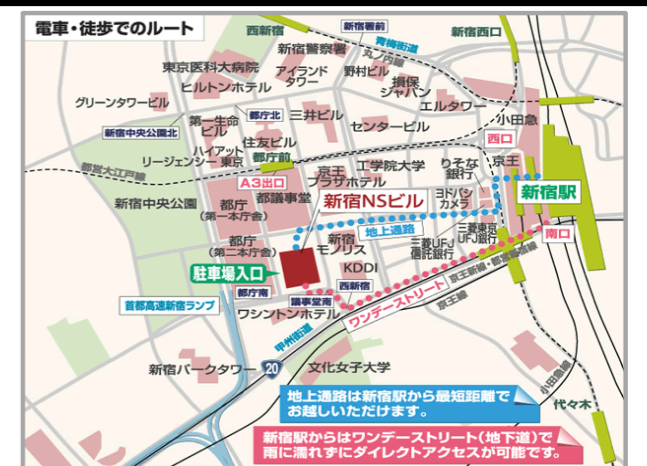 電車・徒歩でのルート
西新宿
新宿署前
青梅街道
新宿西口
新宿警察署
丸ノ内線
東京医科大病院
アイランド
タワー
野村ビル
ヒルトンホテル
損保
ジャパン
グリーンタワービル
エルタワー
小田急
都庁北
三井ビル
第一生命
ビル
センタービル
新宿中央公園北
住友ビル
西口
ハイアット
リージェンシー 東京
都庁前
工学院大学
りそな
銀行
京王
都営大江戸線
京王
プラザホテル
A3出口
新宿駅
新宿中央公園
都庁
(第一本庁舎)
都議事堂
新宿NSビル
ヨドバシ
カメラ
地上通路
三菱東京
UFJ銀行
南口
都庁
(第二本庁舎)
新宿
モノリス
三菱UFJ
信託銀行
駐車場入口
KDDI
京王新線・都営新宿線
都庁南
西新宿
首都高速新宿ランプ
議事堂南
ワシントンホテル
ワンデーストリート
京王線
甲州街道
新宿パークタワー
20
文化女子大学
小田急線
代々木
地上通路は新宿駅から最短距離で
お越しいただけます。
新宿駅からはワンデーストリート(地下道)で
雨に濡れずにダイレクトアクセスが可能です。